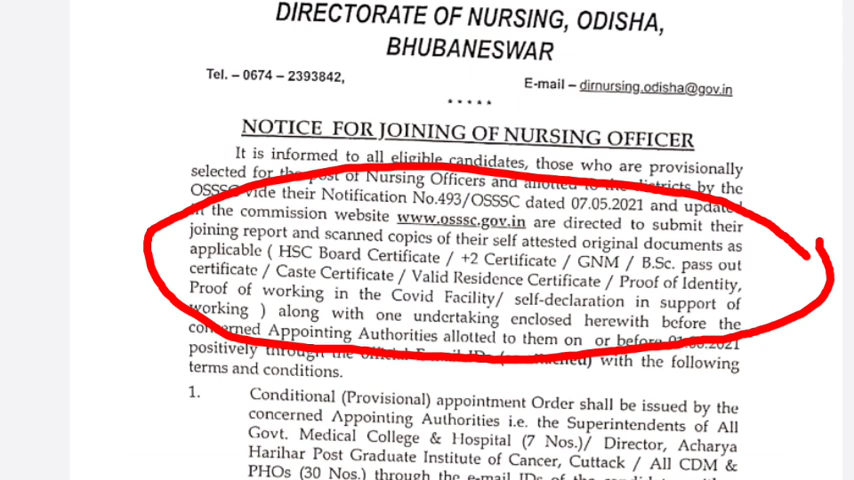 DIRECTORATE OF NURSING, ODISHA,
BHUBANESWAR
Tel. – 0674 – 2393842,
E-mail – dirnursing.odisha@gov.in
*****
NOTICE FOR JOINING OF NURSING OFFICER
It is informed to all eligible candidates, those who are provisionally
selected for the post of Nursing Officers and allotted to the districts by the
OSSSC vide their Notification No.493/OSSSC dated 07.05.2021 and updated
in the commission website www.osssc.gov.in are directed to submit their
joining report and scanned copies of their self attested original documents as
applicable ( HSC Board Certificate / +2 Certificate / GNM / B.Sc. pass out
certificate / Caste Certificate / Valid Residence Certificate / Proof of Identity,
Proof of working in the Covid Facility/ self-declaration in support of
working ) along with one undertaking enclosed herewith before the
concerned Appointing Authorities allotted to them on or before
positively through the official E-mail IDs with the following
terms and conditions.
1. Conditional (Provisional) appointment Order shall be issued by the
concerned Appointing Authorities i.e. the Superintendents of All
Govt. Medical College & Hospital (7 Nos.)/ Director, Acharya
Harihar Post Graduate Institute of Cancer, Cuttack / All CDM &
PHOs (30 Nos.) through the e-mail IDs of the candidates with